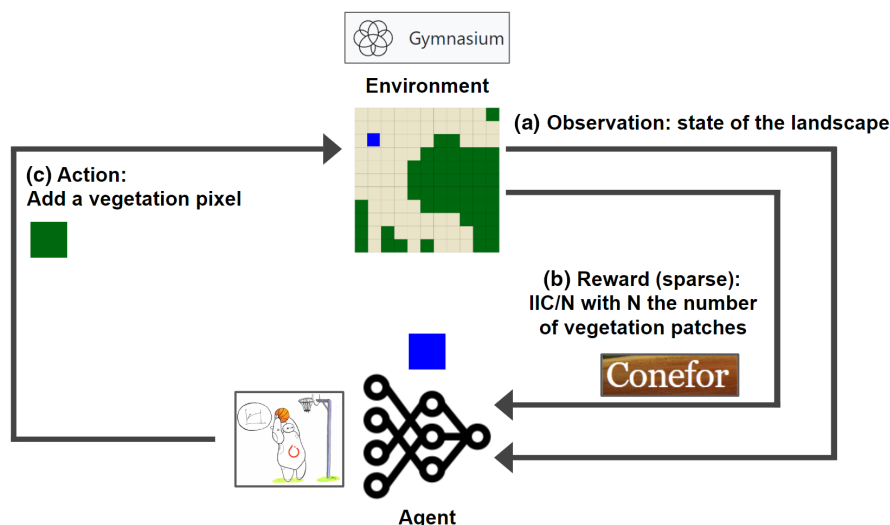 Gymnasium
Environment
(a) Observation: state of the landscape
(c) Action:
Add a vegetation pixel
(b) Reward (sparse):
IIC/N with N the number
of vegetation patches
Conefor
Agent